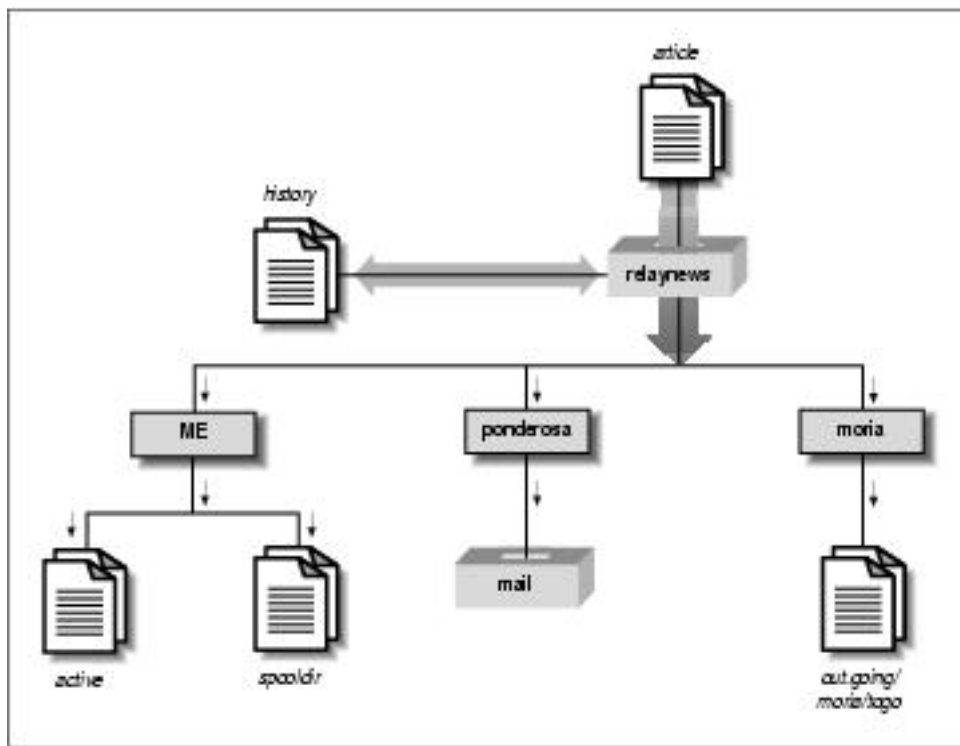 article
history
relaynews
ME
ponderosa
moria
mail
active
spooldir
out.going/
moria/togo